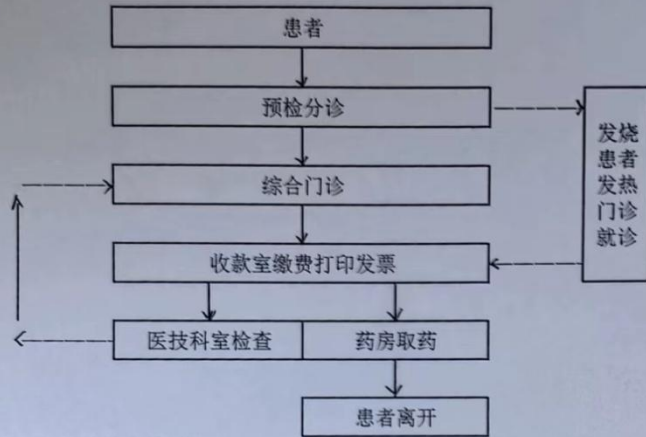 患者
预检分诊
发烧
患者
发热
门诊
就诊
综合门诊
收款室缴费打印发票
医技科室检查
药房取药
患者离开